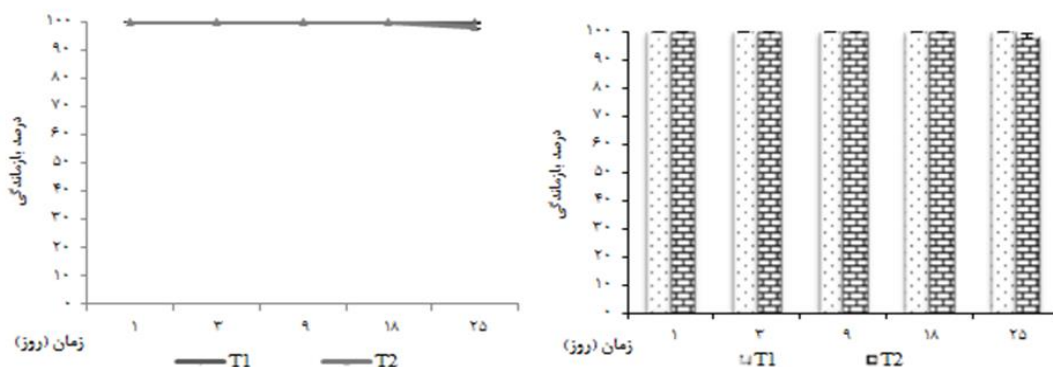 درصد بازماندگی
۱۰۰
۹۰
۸۰
۷۰
۶۰
۵۰
۴۰
۳۰
۲۰
۱۰
۰
۱ ۳ ۹ ۱۸ ۲۵
زمان (روز)
T1 T2
درصد بازماندگی
۱۰۰
۹۰
۸۰
۷۰
۶۰
۵۰
۴۰
۳۰
۲۰
۱۰
۰
۱ ۳ ۹ ۱۸ ۲۵
زمان (روز)
T1 T2